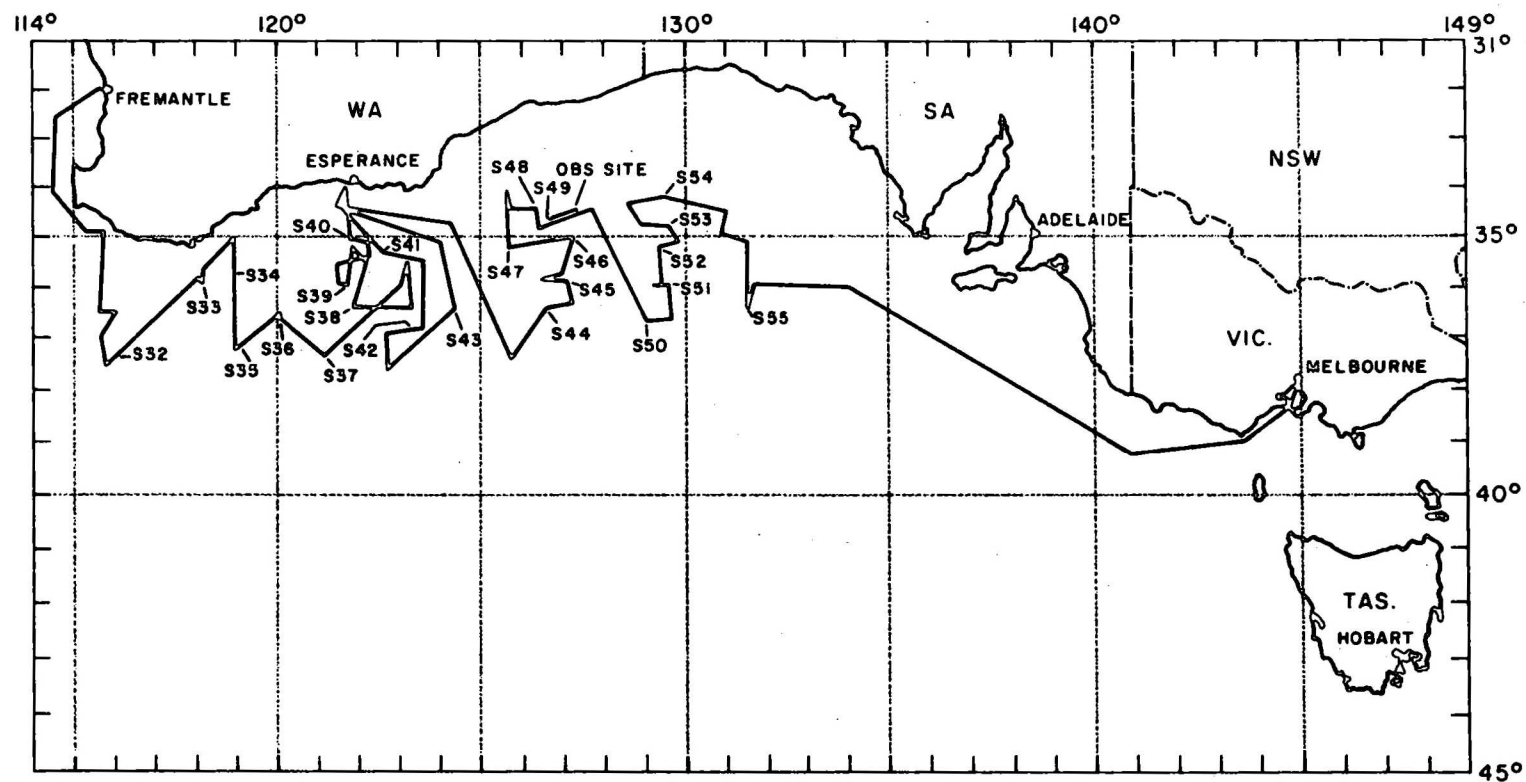 114°
120°
130°
140°
149°
31°
FREMANTLE
WA
SA
NSW
ESPERANCE
S48
S49
OBS SITE
S54
S53
ADELAIDE
S40
S41
35°
S34
S47
S46
S52
S39
S33
S45
S51
S38
S44
S55
S32
S36
S42
S43
S50
S35
S37
VIC.
MELBOURNE
40°
TAS.
HOBART
45°